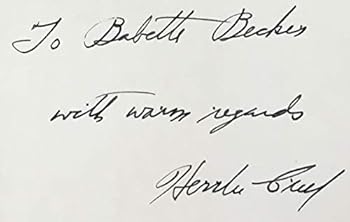 To Babette Becker
with warm regards